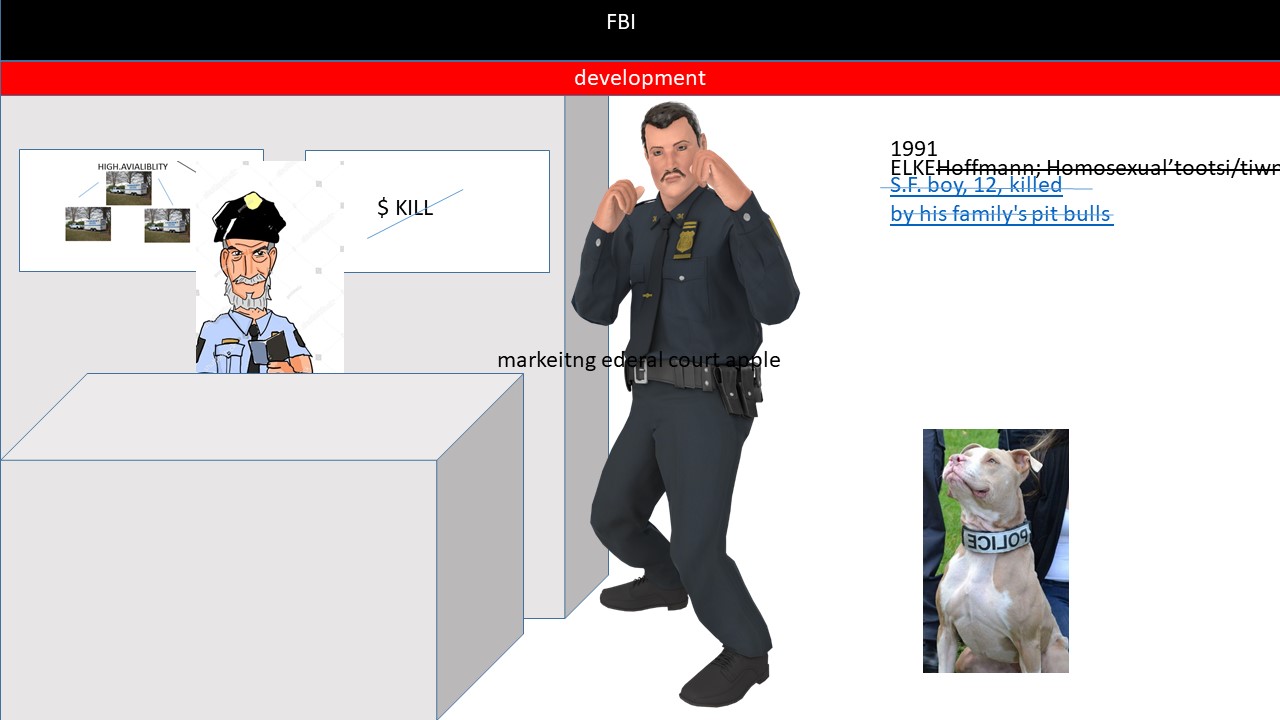 FBI
development
1991
ELKEHoffmann; Homosexual’tootsi/tiwn
S.F. boy, 12, killed
by his family's pit bulls
HIGH.AVIALIBLITY
$ KILL
markeitng ederal court apple
POLICE